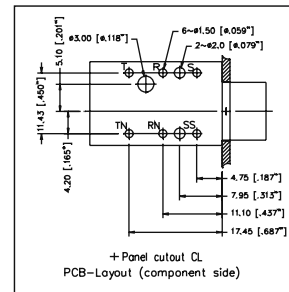 6~ø1.50 [ø.059"]
ø3.00 [ø.118"]
2~ø2.0 [ø.079"]
5.10 [.201"]
T R S
11.43 [.450"]
4.20 [.165"]
TN RN SS
4.75 [.187"]
7.95 [.313"]
11.10 [.437"]
17.45 [.687"]
+ Panel cutout CL
PCB-Layout (component side)